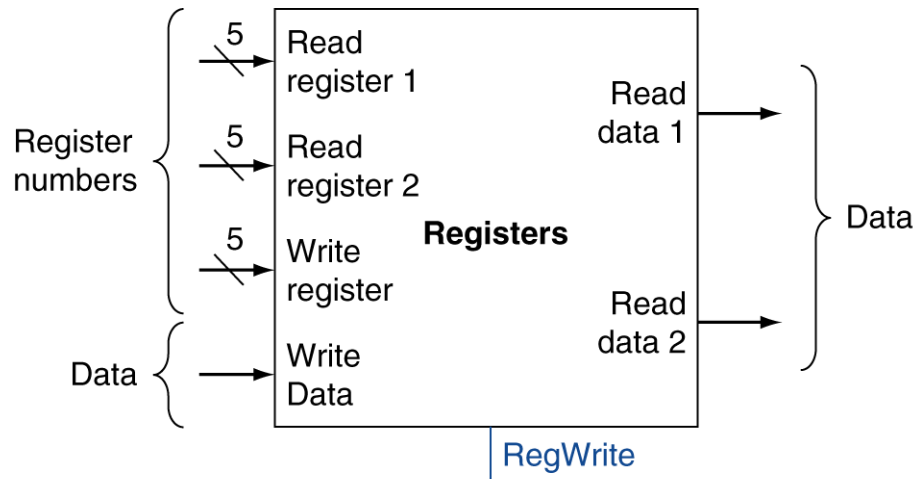 Register
numbers
Data
5
5
5
Read
register 1
Read
register 2
Write
register
Write
Data
Registers
Read
data 1
Read
data 2
Data
RegWrite